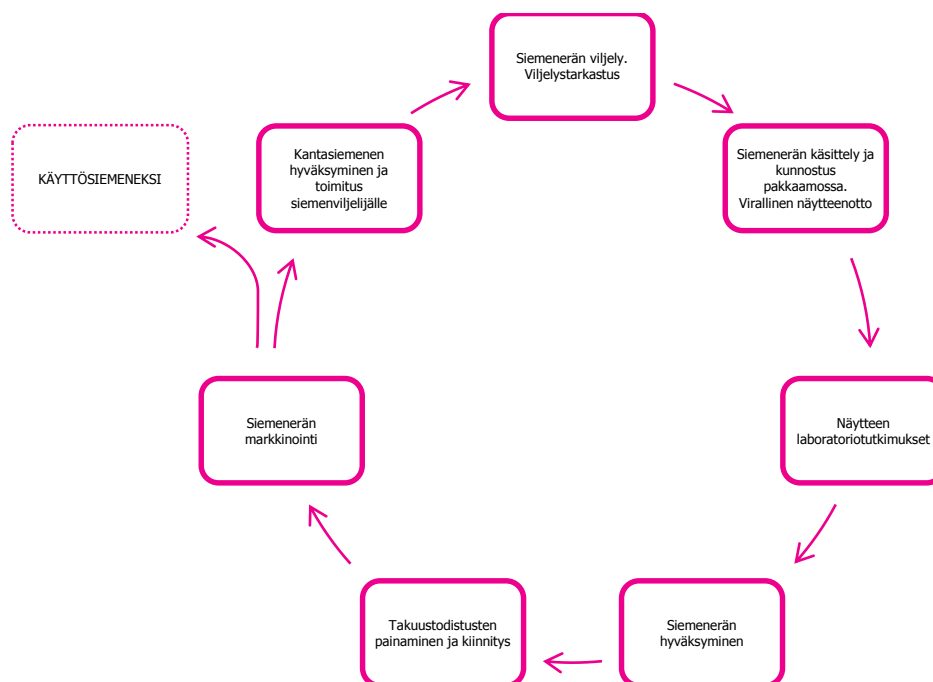 Siemenerän viljely.
Viljelystarkastus
KÄYTTÖSIEMENEKSI
Kantasiemenen
hyväksyminen ja
toimitus
siemenviljelijälle
Siemenerän käsittely ja
kunnostus
pakkaamossa.
Virallinen näytteenotto
Siemenerän
markkinointi
Näytteen
laboratoriotutkimukset
Takuustodistusten
painaminen ja kiinnitys
Siemenerän
hyväksyminen